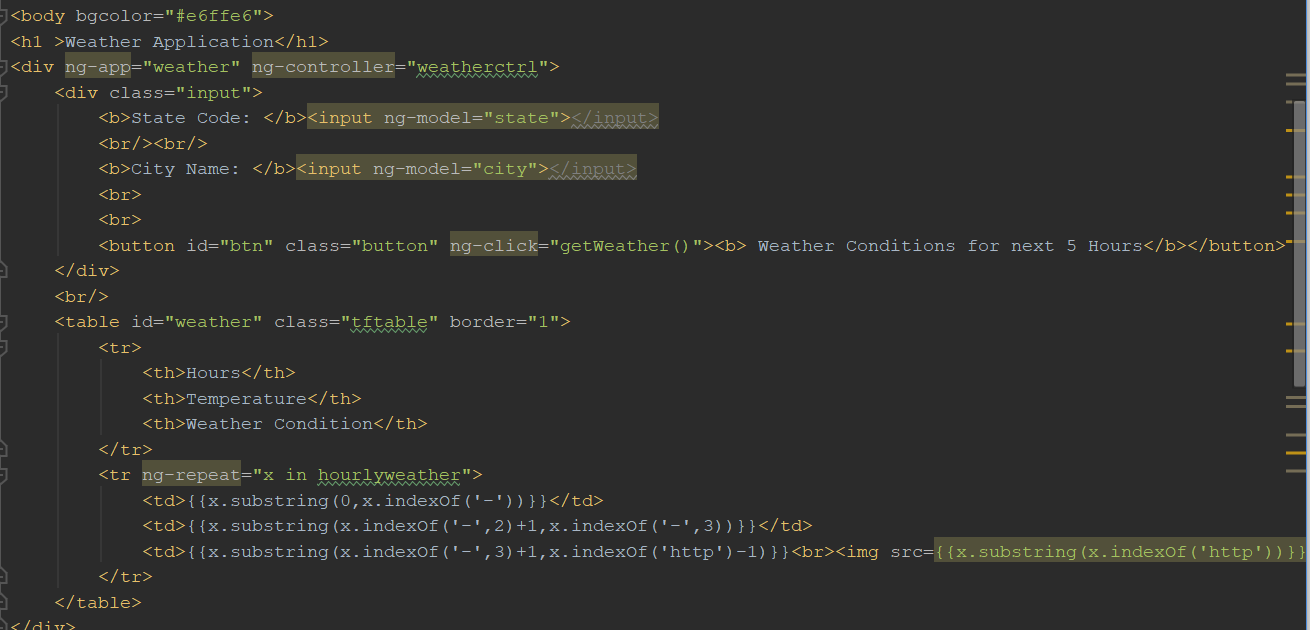 <body bgcolor="#e6ffe6">
<h1 >Weather Application</h1>
<div ng-app="weather" ng-controller="weatherctrl">
<div class="input">
<b>State Code: </b><input ng-model="state"></input>
<br/><br/>
<b>City Name: </b><input ng-model="city"></input>
<br>
<br>
<button id="btn" class="button" ng-click="getWeather()"><b> Weather Conditions for next 5 Hours</b></button>
</div>
<br/>
<table id="weather" class="tftable" border="1">
<tr>
<th>Hours</th>
<th>Temperature</th>
<th>Weather Condition</th>
</tr>
<tr ng-repeat="x in hourlyweather">
<td>{{x.substring(0,x.indexOf('-'))}}</td>
<td>{{x.substring(x.indexOf('-',2)+1,x.indexOf('-',3))}}</td>
<td>{{x.substring(x.indexOf('-',3)+1,x.indexOf('http')-1)}}<br><img src={{x.substring(x.indexOf('http'))}}
</tr>
</table>
</div>